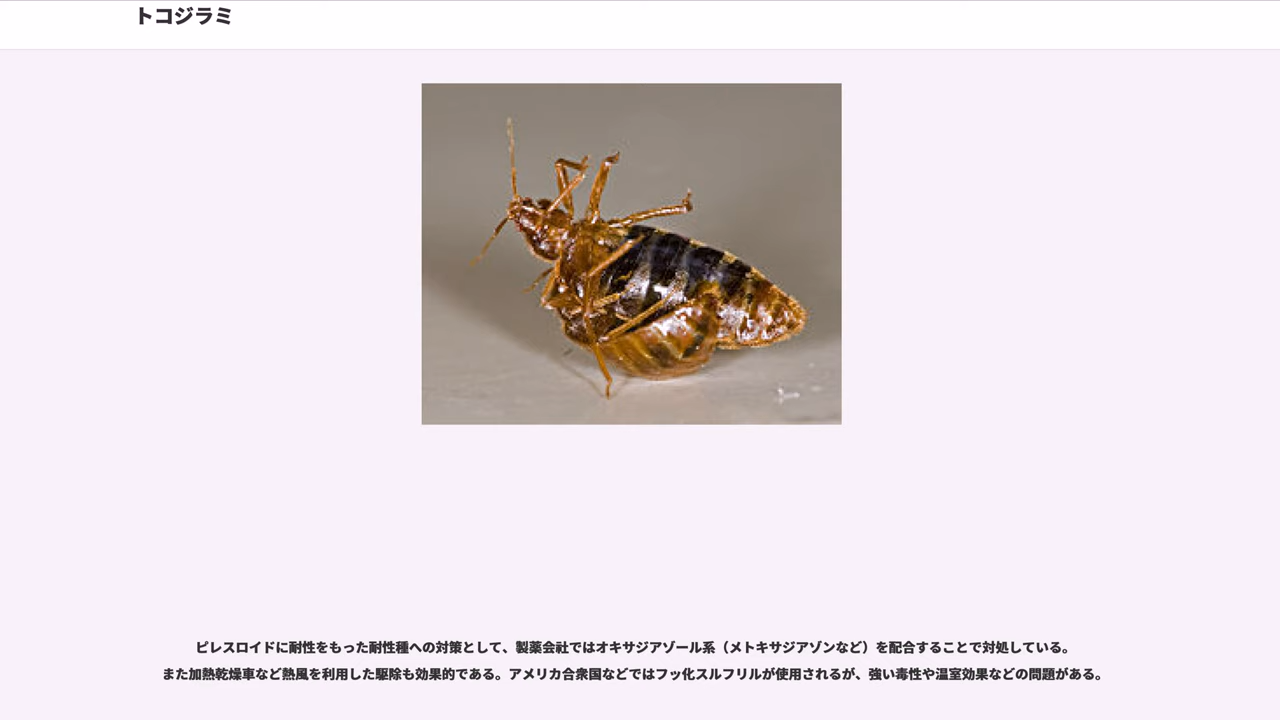 トコジラミ
ピレスロイドに耐性をもった耐性種への対策として、製薬会社ではオキサジアゾール系（メトキサジアゾンなど）を配合することで対処している。
また加熱乾燥車など熱風を利用した駆除も効果的である。アメリカ合衆国などではフッ化スルフリルが使用されるが、強い毒性や温室効果などの問題がある。